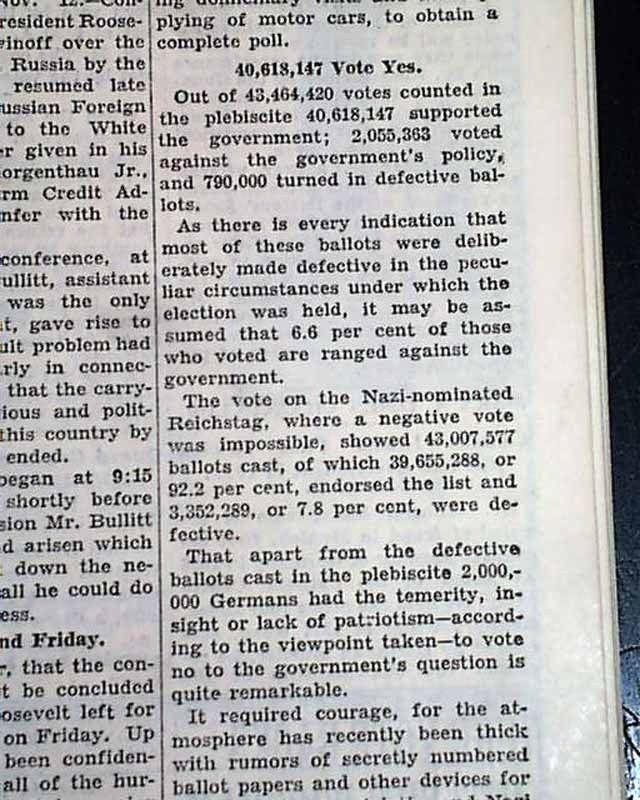 Nov. 12.—Con-
resident Roose-
inoff over the
Russia by the
resumed late
ussian Foreign
to the White
r given in his
orgenthau Jr.,
rm Credit Ad-
nfer with the
conference, at
ullitt, assistant
was the only
t, gave rise to
ult problem had
rly in connec-
that the carry-
ious and polit-
this country by
ended.
began at 9:15
shortly before
sion Mr. Bullitt
d arisen which
down the ne-
all he could do
ess.
nd Friday.
r, that the con-
t be concluded
oosevelt left for
on Friday. Up
been confiden-
all of the hur-
plying of motor cars, to obtain a
complete poll.
40,618,147 Vote Yes.
Out of 43,464,420 votes counted in
the plebiscite 40,618,147 supported
the government; 2,055,363 voted
against the government's policy,
and 790,000 turned in defective bal-
lots.
As there is every indication that
most of these ballots were delib-
erately made defective in the pecu-
liar circumstances under which the
election was held, it may be as-
sumed that 6.6 per cent of those
who voted are ranged against the
government.
The vote on the Nazi-nominated
Reichstag, where a negative vote
was impossible, showed 43,007,577
ballots cast, of which 39,655,288, or
92.2 per cent, endorsed the list and
3,352,289, or 7.8 per cent, were de-
fective.
That apart from the defective
ballots cast in the plebiscite 2,000,-
000 Germans had the temerity, in-
sight or lack of patriotism—accord-
ing to the viewpoint taken—to vote
no to the government's question is
quite remarkable.
It required courage, for the at-
mosphere has recently been thick
with rumors of secretly numbered
ballot papers and other devices for